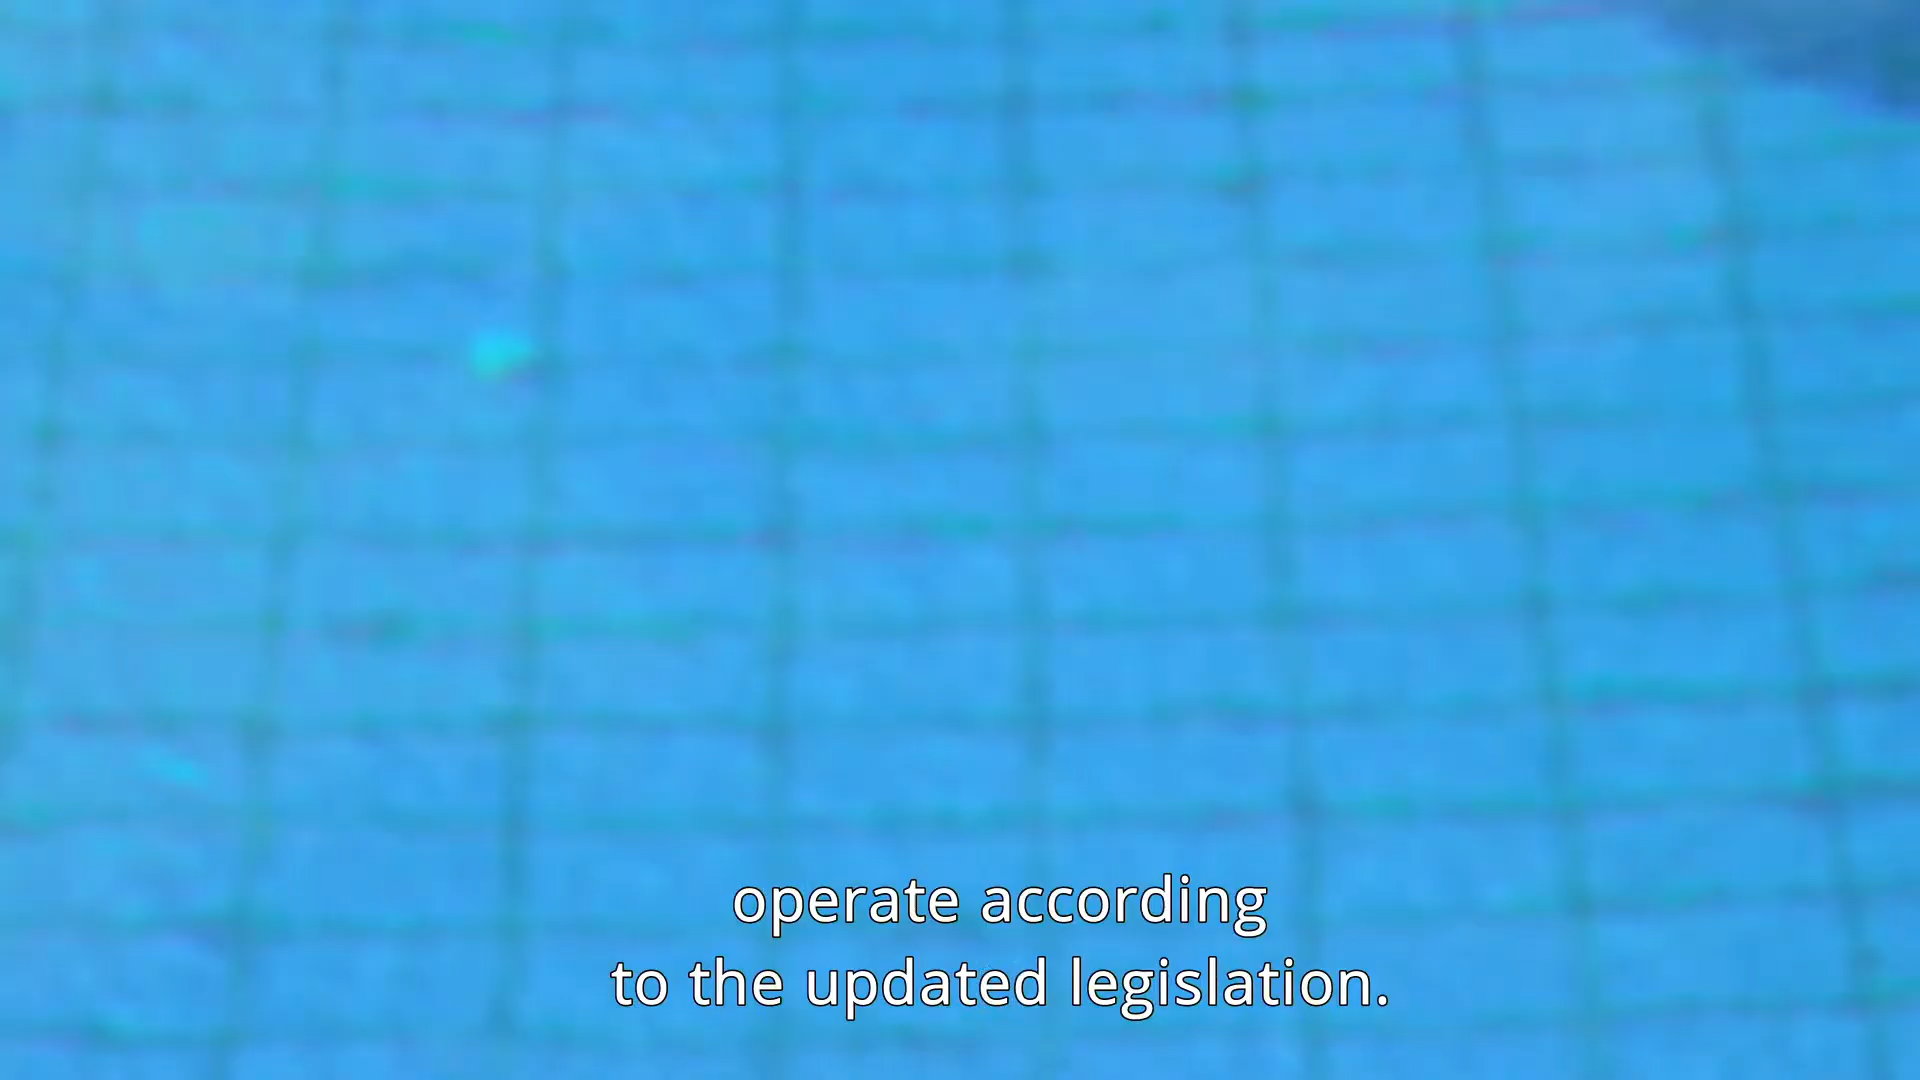 operate according
to the updated legislation.